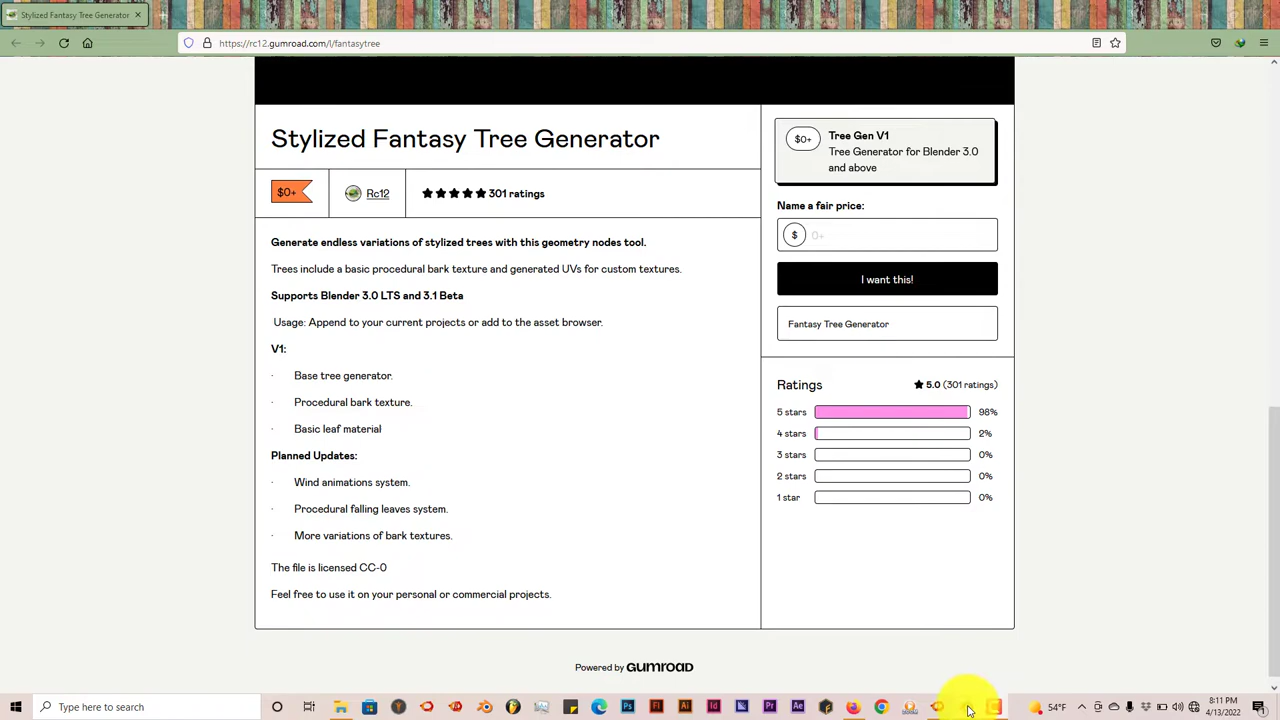 Stylized Fantasy Tree Generator
https://rc12.gumroad.com/l/fantasytree
Stylized Fantasy Tree Generator
$0+
Rc12
301 ratings
Generate endless variations of stylized trees with this geometry nodes tool.
Trees include a basic procedural bark texture and generated UVs for custom textures.
Supports Blender 3.0 LTS and 3.1 Beta
Usage: Append to your current projects or add to the asset browser.
V1:
· Base tree generator.
· Procedural bark texture.
· Basic leaf material
Planned Updates:
· Wind animations system.
· Procedural falling leaves system.
· More variations of bark textures.
The file is licensed CC-0
Feel free to use it on your personal or commercial projects.
$0+
Tree Gen V1
Tree Generator for Blender 3.0
and above
Name a fair price:
$ 0+
I want this!
Fantasy Tree Generator
Ratings
5.0 (301 ratings)
5 stars 98%
4 stars 2%
3 stars 0%
2 stars 0%
1 star 0%
Powered by GUMROAD
Type here to search
Ps
Fl
Ai
Id
Pr
Ae
54°F
8:11 PM
4/13/2022